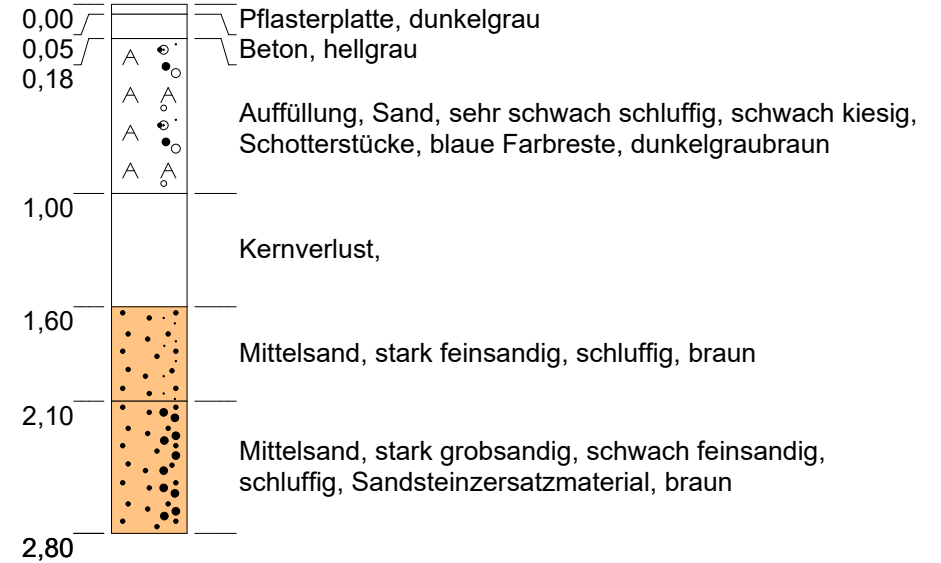 0,00
Pflasterplatte, dunkelgrau
0,05
Beton, hellgrau
0,18
Auffüllung, Sand, sehr schwach schluffig, schwach kiesig,
Schotterstücke, blaue Farbreste, dunkelgraubraun
1,00
Kernverlust,
1,60
Mittelsand, stark feinsandig, schluffig, braun
2,10
Mittelsand, stark grobsandig, schwach feinsandig,
schluffig, Sandsteinzersatzmaterial, braun
2,80